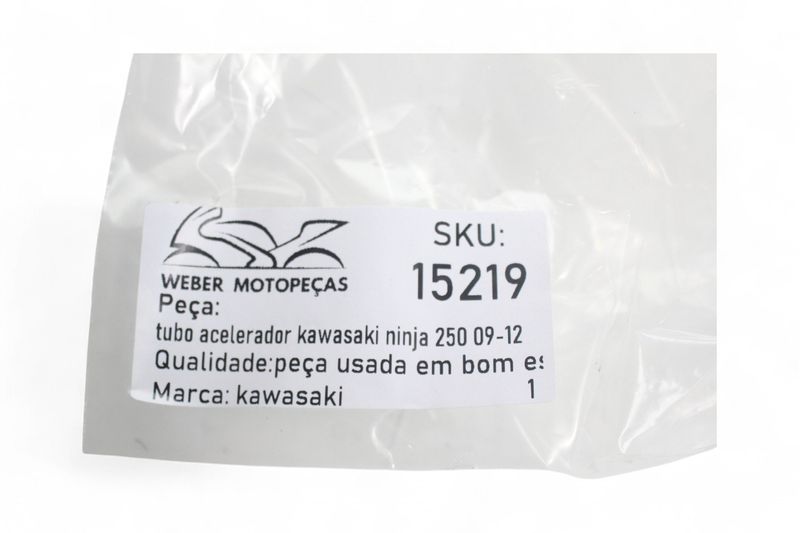 WEBER MOTOPEÇAS
SKU:
15219
Peça:
tubo acelerador kawasaki ninja 250 09-12
Qualidade:peça usada em bom es
Marca: kawasaki
1